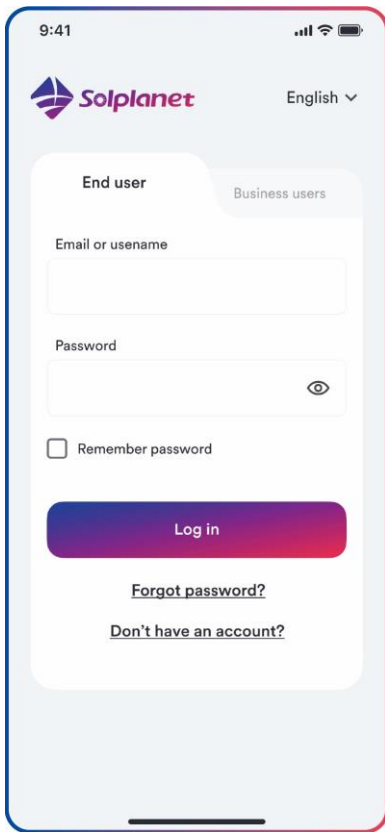 9:41
Solplanet
English
End user
Business users
Email or usename
Password
Remember password
Log in
Forgot password?
Don't have an account?